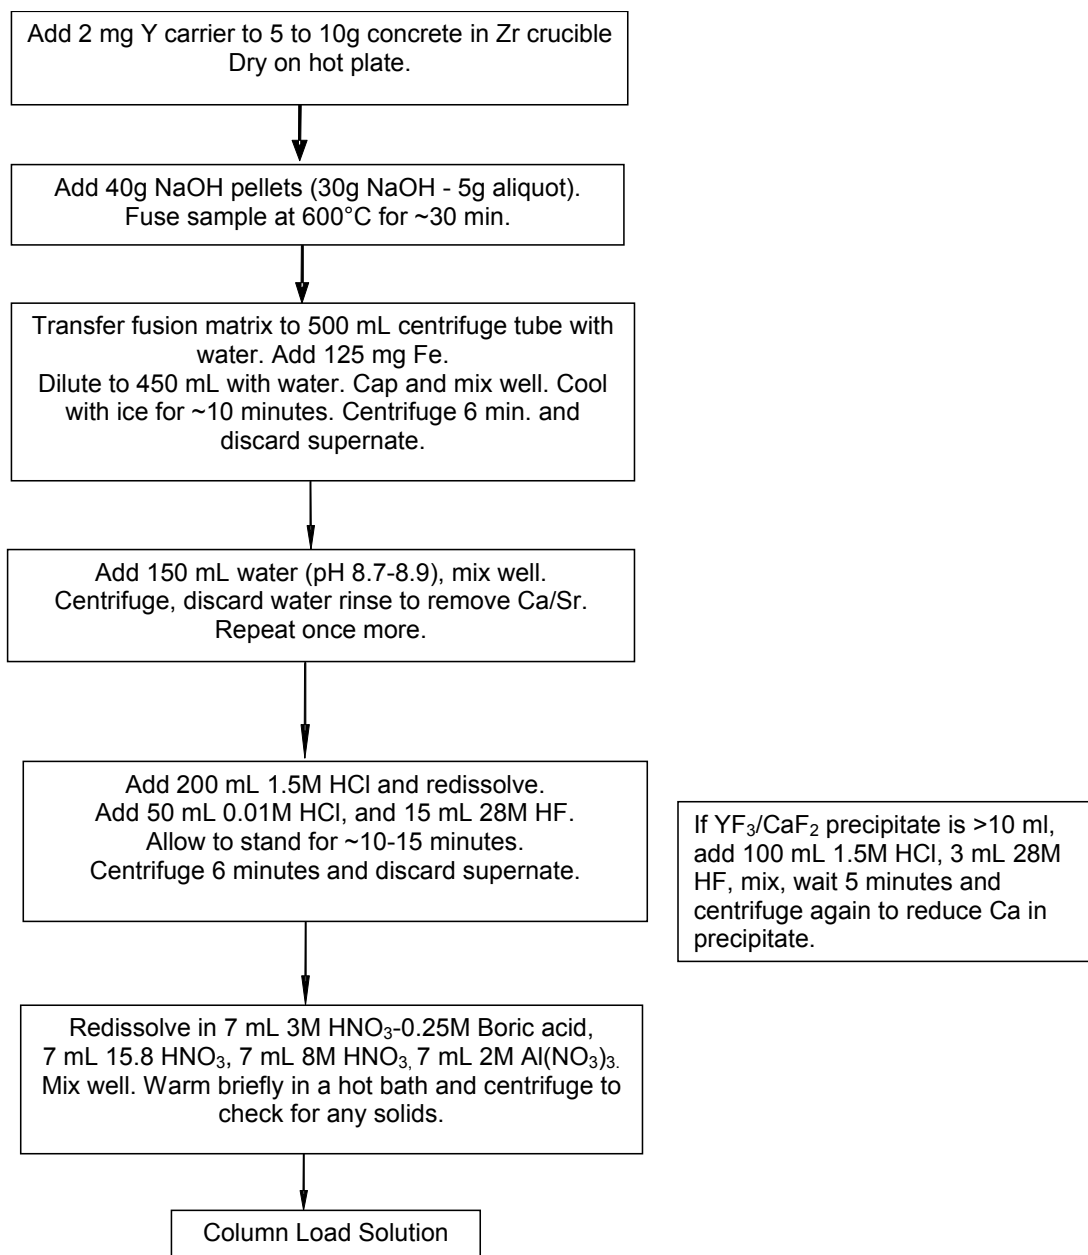 Add 2 mg Y carrier to 5 to 10g concrete in Zr crucible
Dry on hot plate.
Add 40g NaOH pellets (30g NaOH - 5g aliquot).
Fuse sample at 600°C for ~30 min.
Transfer fusion matrix to 500 mL centrifuge tube with
water. Add 125 mg Fe.
Dilute to 450 mL with water. Cap and mix well. Cool
with ice for ~10 minutes. Centrifuge 6 min. and
discard supernate.
Add 150 mL water (pH 8.7-8.9), mix well.
Centrifuge, discard water rinse to remove Ca/Sr.
Repeat once more.
Add 200 mL 1.5M HCl and redissolve.
Add 50 mL 0.01M HCl, and 15 mL 28M HF.
Allow to stand for ~10-15 minutes.
Centrifuge 6 minutes and discard supernate.
If YF₃/CaF₂ precipitate is >10 ml,
add 100 mL 1.5M HCl, 3 mL 28M
HF, mix, wait 5 minutes and
centrifuge again to reduce Ca in
precipitate.
Redissolve in 7 mL 3M HNO₃-0.25M Boric acid,
7 mL 15.8 HNO₃, 7 mL 8M HNO₃, 7 mL 2M Al(NO₃)₃.
Mix well. Warm briefly in a hot bath and centrifuge to
check for any solids.
Column Load Solution